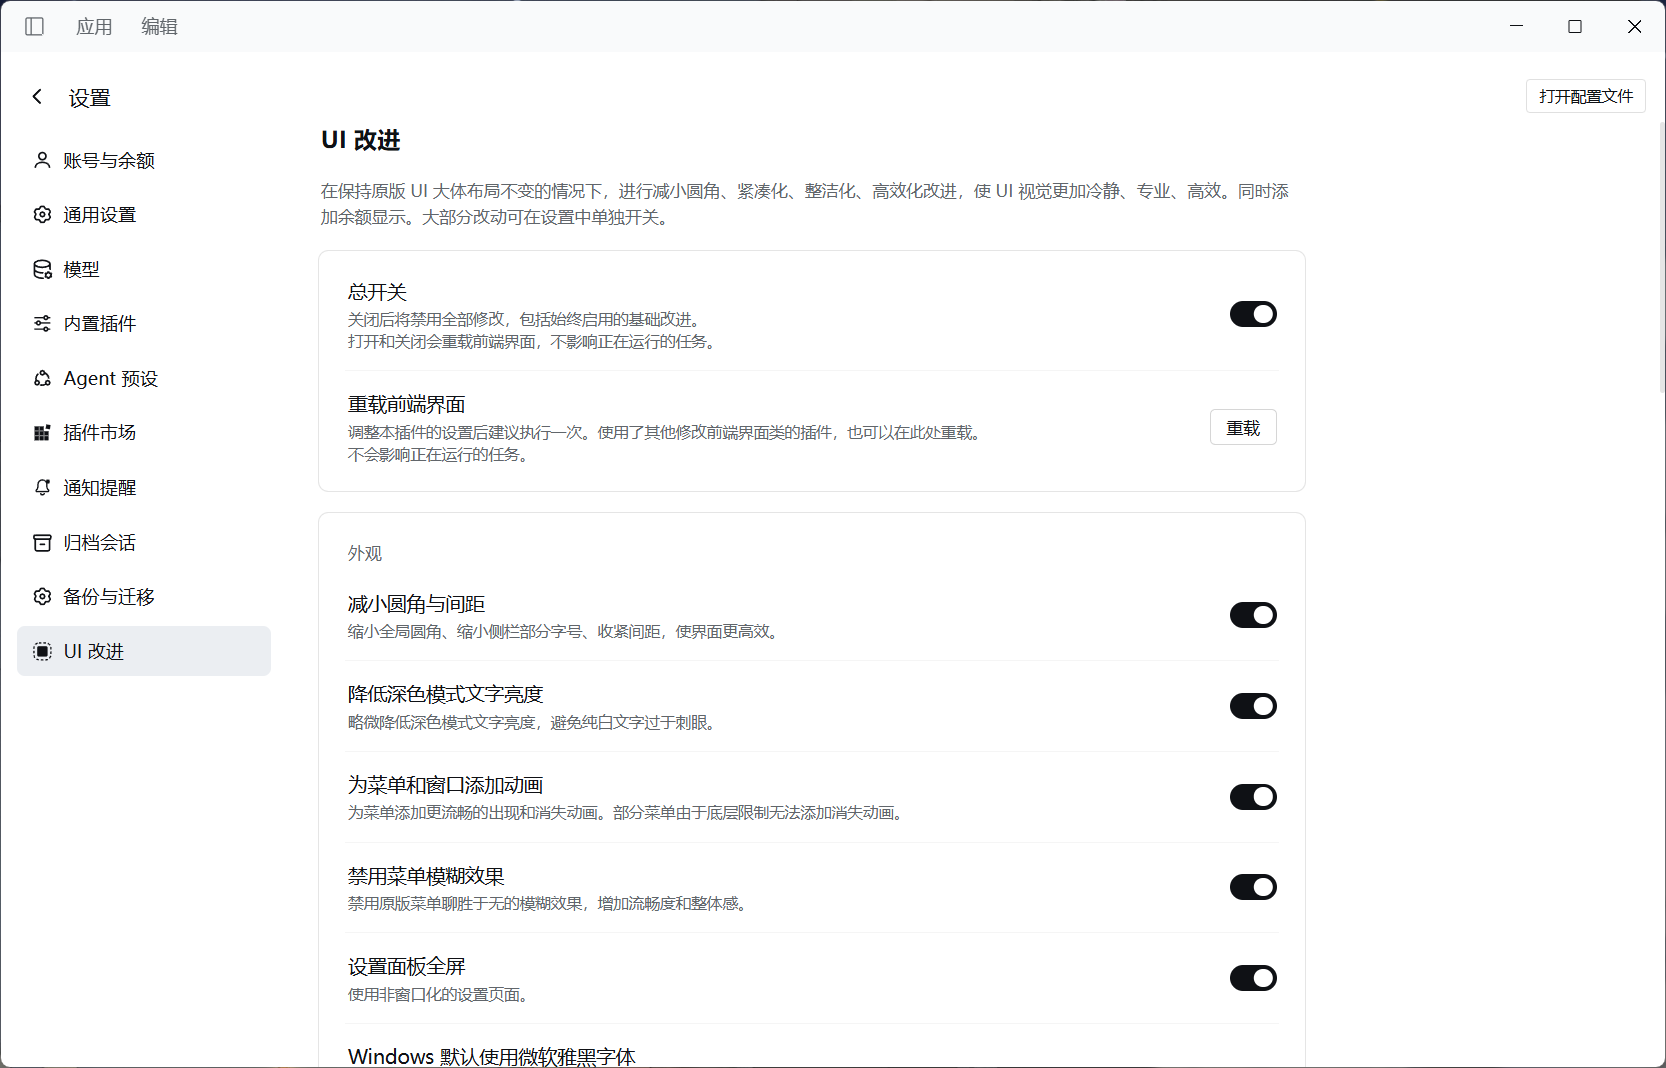 应用
编辑
设置
打开配置文件
账号与余额
通用设置
模型
内置插件
Agent 预设
插件市场
通知提醒
归档会话
备份与迁移
UI 改进
UI 改进
在保持原版 UI 大体布局不变的情况下，进行减小圆角、紧凑化、整洁化、高效化改进，使 UI 视觉更加冷静、专业、高效。同时添
加余额显示。大部分改动可在设置中单独开关。
总开关
关闭后将禁用全部修改，包括始终启用的基础改进。
打开和关闭会重载前端界面，不影响正在运行的任务。
重载前端界面
调整本插件的设置后建议执行一次。使用了其他修改前端界面类的插件，也可以在此处重载。
不会影响正在运行的任务。
重载
外观
减小圆角与间距
缩小全局圆角、缩小侧栏部分字号、收紧间距，使界面更高效。
降低深色模式文字亮度
略微降低深色模式文字亮度，避免纯白文字过于刺眼。
为菜单和窗口添加动画
为菜单添加更流畅的出现和消失动画。部分菜单由于底层限制无法添加消失动画。
禁用菜单模糊效果
禁用原版菜单聊胜于无的模糊效果，增加流畅度和整体感。
设置面板全屏
使用非窗口化的设置页面。
Windows 默认使用微软雅黑字体